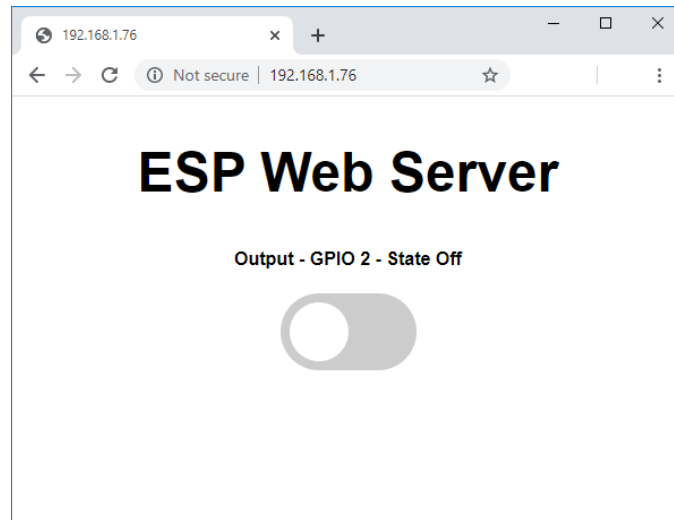 192.168.1.76
Not secure | 192.168.1.76
ESP Web Server
Output - GPIO 2 - State Off